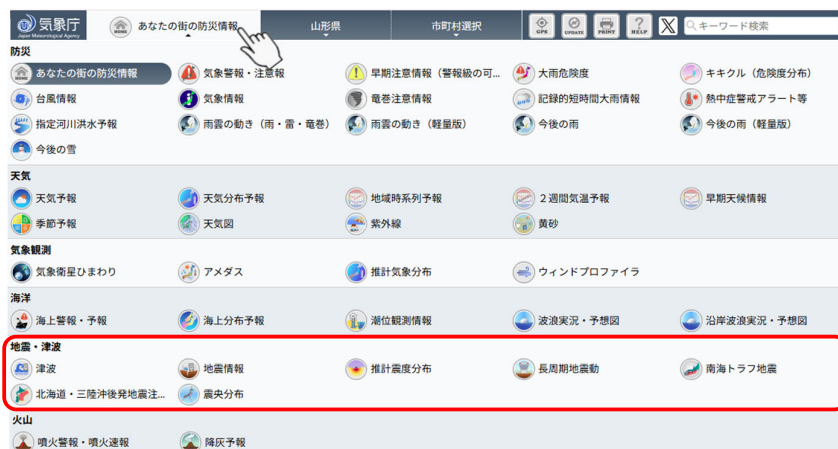 気象庁
Japan Meteorological Agency
HOME
あなたの街の防災情報
山形県
市町村選択
GPS
UPDATE
PRINT
HELP
キーワード検索
防災
あなたの街の防災情報 気象警報・注意報 早期注意情報（警報級の可... 大雨危険度 キキクル（危険度分布）
台風情報 気象情報 竜巻注意情報 記録的短時間大雨情報 熱中症警戒アラート等
指定河川洪水予報 雨雲の動き（雨・雷・竜巻） 雨雲の動き（軽量版） 今後の雨 今後の雨（軽量版）
今後の雪
天気
天気予報 天気分布予報 地域時系列予報 2週間気温予報 早期天候情報
季節予報 天気図 紫外線 黄砂
気象観測
気象衛星ひまわり アメダス 推計気象分布 ウィンドプロファイラ
海洋
海上警報・予報 海上分布予報 潮位観測情報 波浪実況・予想図 沿岸波浪実況・予想図
地震・津波
津波 地震情報 推計震度分布 長周期地震動 南海トラフ地震
北海道・三陸沖後発地震注... 震央分布
火山
噴火警報・噴火速報 降灰予報